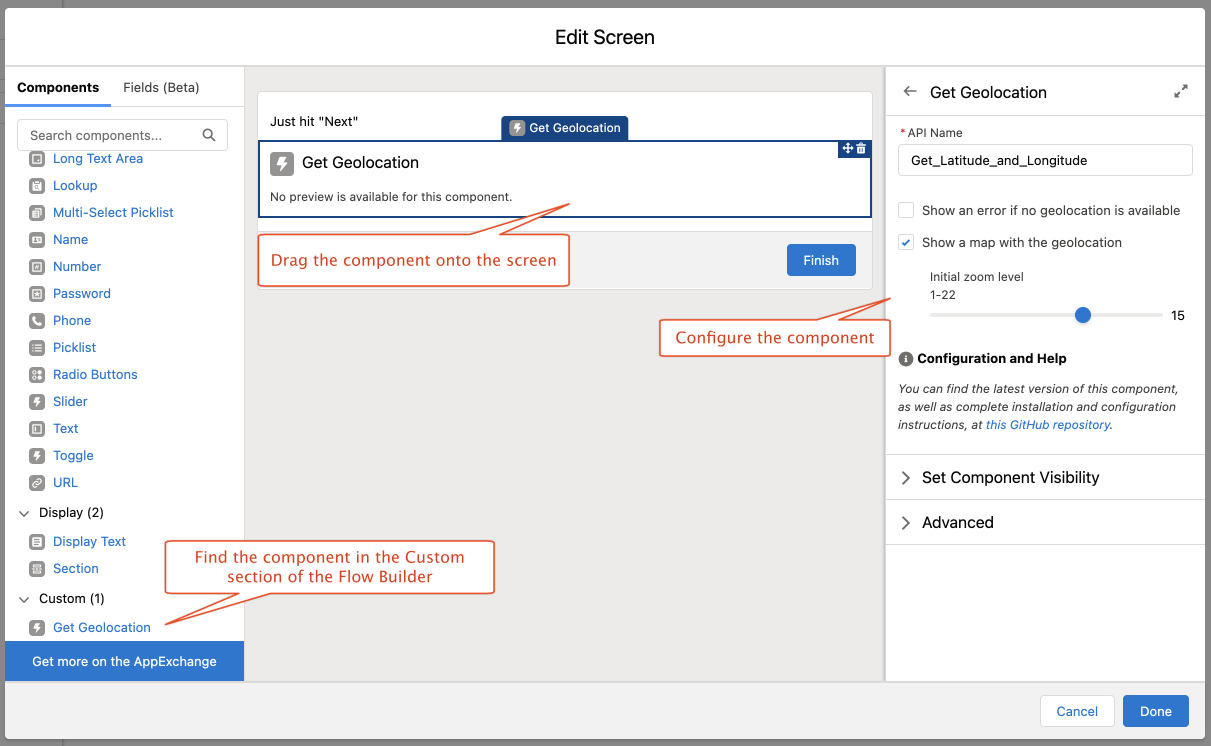 Edit Screen
Components
Fields (Beta)
Search components...
Long Text Area
Lookup
Multi-Select Picklist
Name
Number
Password
Phone
Picklist
Radio Buttons
Slider
Text
Toggle
URL
Display (2)
Display Text
Section
Custom (1)
Get Geolocation
Get more on the AppExchange
Find the component in the Custom
section of the Flow Builder
Just hit "Next"
Get Geolocation
Get Geolocation
No preview is available for this component.
Drag the component onto the screen
Finish
Configure the component
Get Geolocation
* API Name
Get_Latitude_and_Longitude
Show an error if no geolocation is available
Show a map with the geolocation
Initial zoom level
1-22
15
Configuration and Help
You can find the latest version of this component,
as well as complete installation and configuration
instructions, at this GitHub repository.
Set Component Visibility
Advanced
Cancel
Done